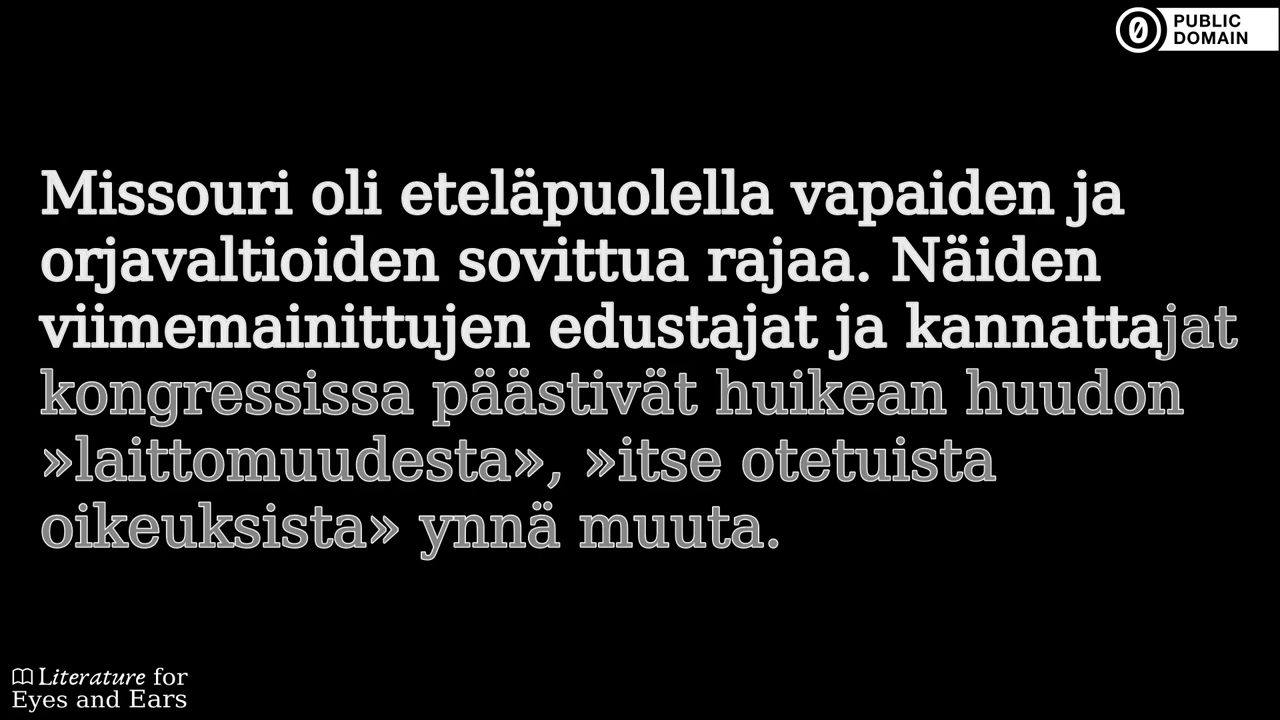 PUBLIC
DOMAIN
Missouri oli eteläpuolella vapaiden ja
orjavaltioiden sovittua rajaa. Näiden
viimemainittujen edustajat ja kannattajat
kongressissa päästivät huikean huudon
»laittomuudesta», »itse otetuista
oikeuksista» ynnä muuta.
Literature for
Eyes and Ears